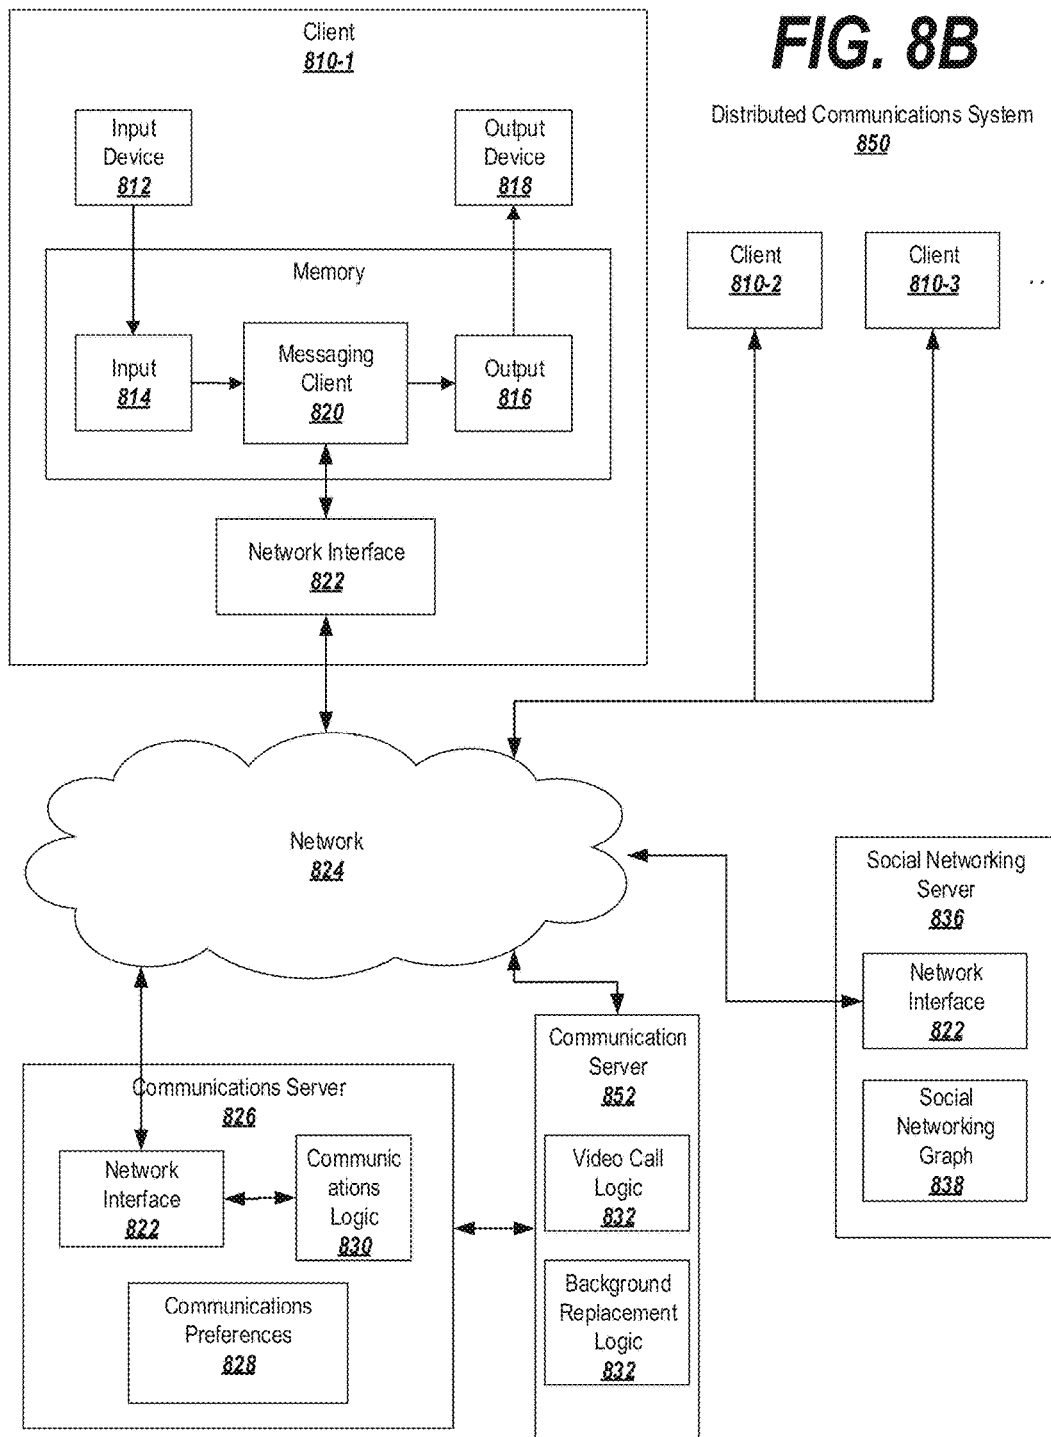 Client
810-1
FIG. 8B
Distributed Communications System
850
Input
Device
812
Output
Device
818
Client
810-2
Client
810-3
..
Memory
Input
814
Messaging
Client
820
Output
816
Network Interface
822
Network
824
Social Networking
Server
836
Network
Interface
822
Social
Networking
Graph
838
Communications Server
826
Network
Interface
822
Communic
ations
Logic
830
Communications
Preferences
828
Communication
Server
852
Video Call
Logic
832
Background
Replacement
Logic
832